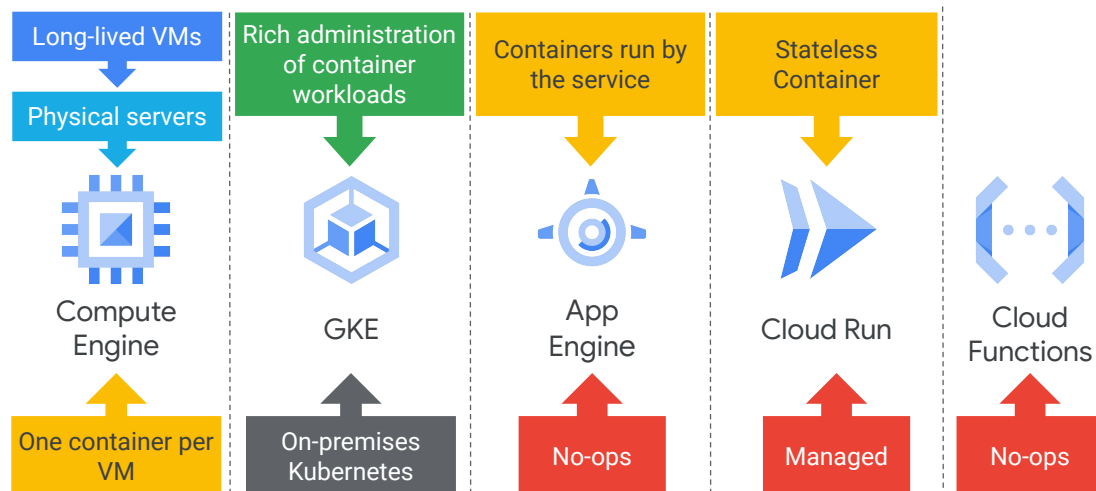 Long-lived VMs
Physical servers
Compute
Engine
One container per
VM
Rich administration
of container
workloads
GKE
On-premises
Kubernetes
Containers run by
the service
App
Engine
No-ops
Stateless
Container
Cloud Run
Managed
Cloud
Functions
No-ops